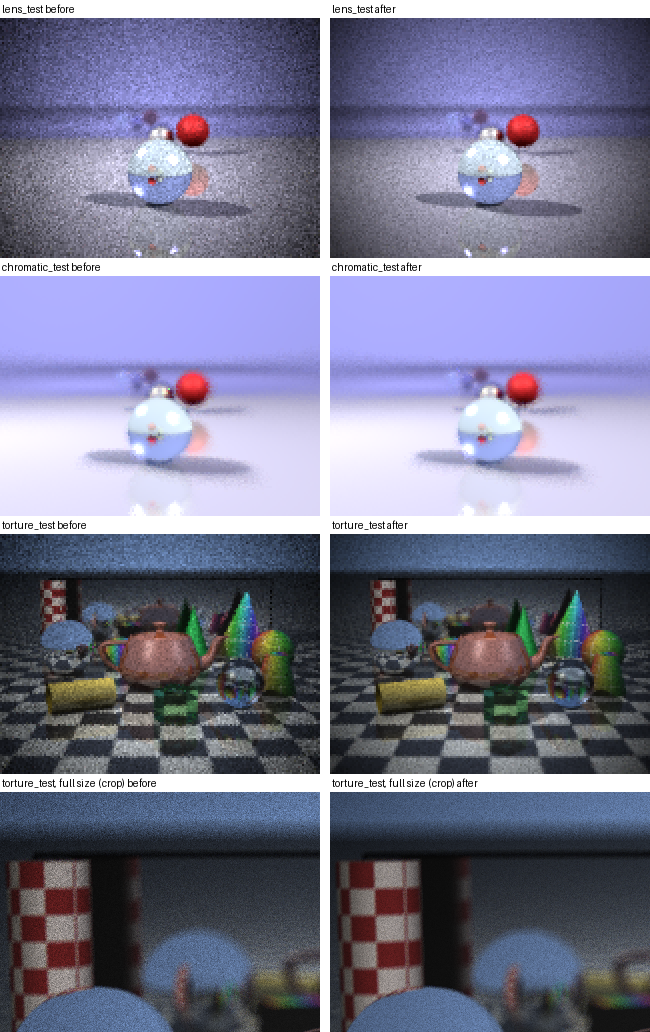 lens_test before
lens_test after
chromatic_test before
chromatic_test after
torture_test before
torture_test after
torture_test, full size (crop) before
torture_test, full size (crop) after